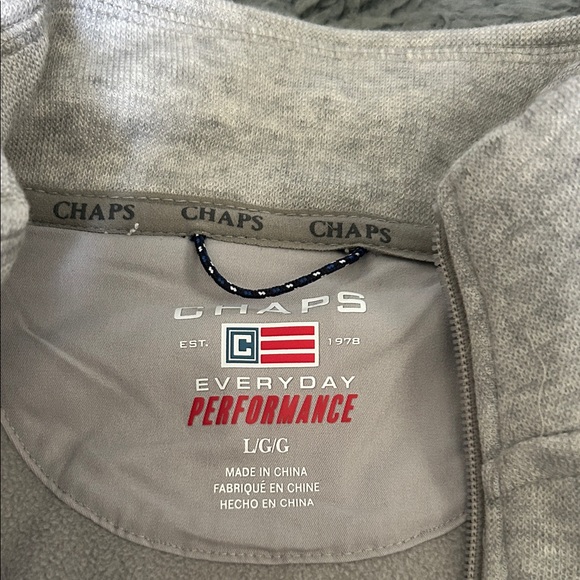 CHAPS CHAPS CHAPS
CHAPS
EST. C 1978
EVERYDAY
PERFORMANCE
L/G/G
MADE IN CHINA
FABRIQUÉ EN CHINE
HECHO EN CHINA